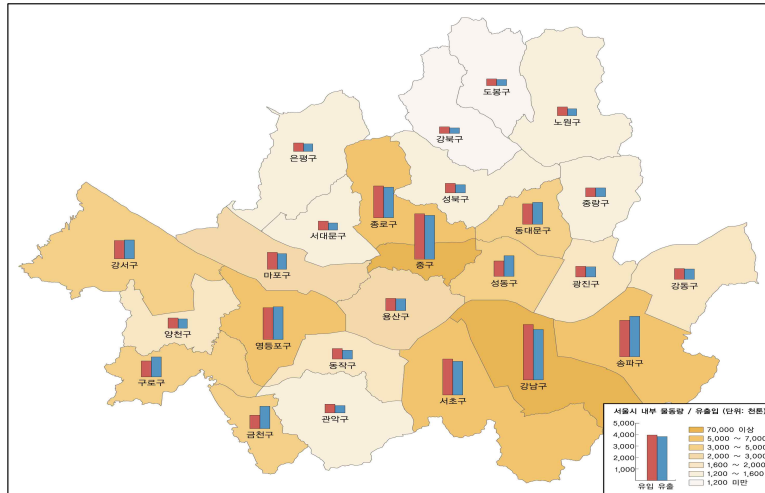 도봉구
노원구
강북구
은평구
성북구
중랑구
종로구
동대문구
서대문구
중구
강서구
마포구
성동구
광진구
강동구
용산구
양천구
영등포구
송파구
동작구
구로구
강남구
서초구
관악구
금천구
서울시 내부 물동량 / 유출입 (단위: 천톤)
5,000
4,000
3,000
2,000
1,000
유입 유출
70,000 이상
5,000 ~ 7,000
3,000 ~ 5,000
2,000 ~ 3,000
1,600 ~ 2,000
1,200 ~ 1,600
1,200 미만